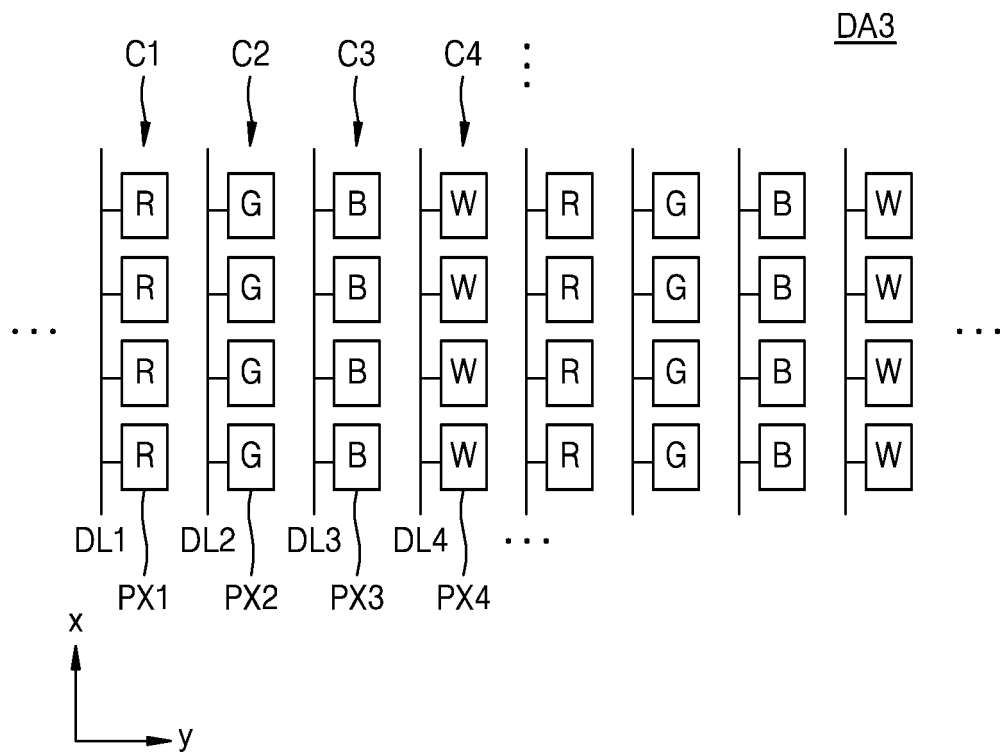 DA3
C1 C2 C3 C4
R G B W R G B W
R G B W R G B W
R G B W R G B W
R G B W R G B W
DL1 DL2 DL3 DL4
PX1 PX2 PX3 PX4
x
y